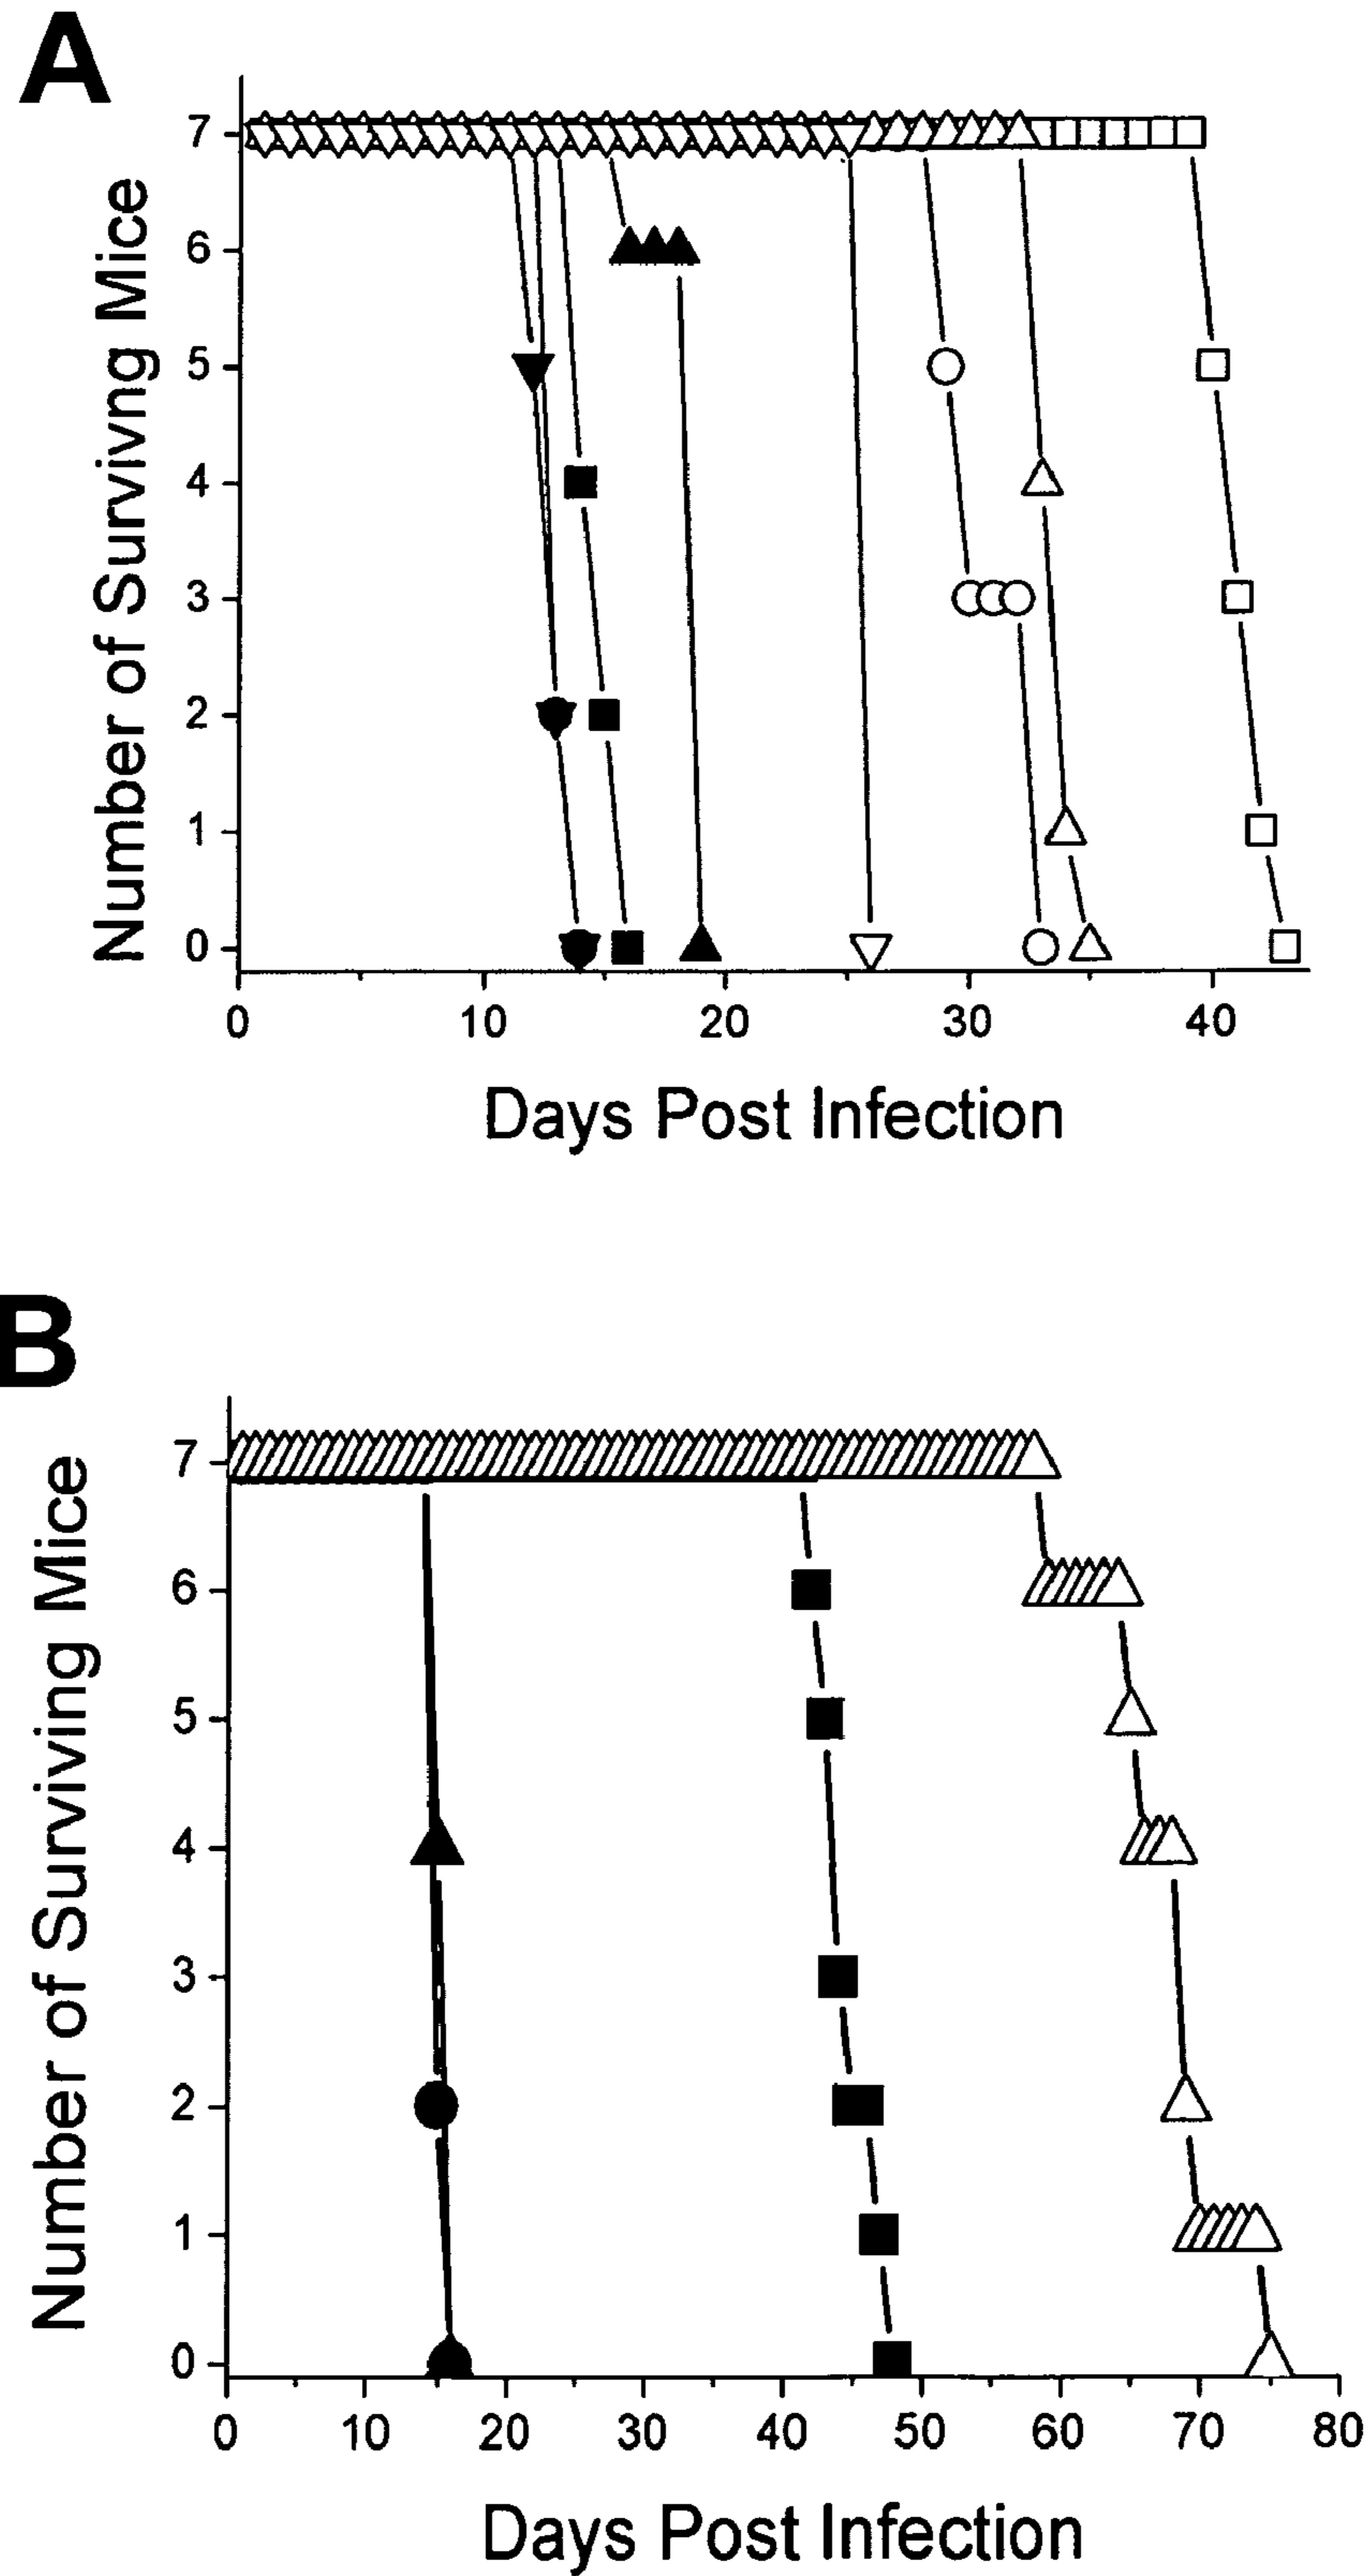 A
7
6
5
4
3
2
1
0
Number of Survivng Mice
0 10 20 30 40
Days Post Infection
B
7
6
5
4
3
2
1
0
Number of Surviving Mice
0 10 20 30 40 50 60 70 80
Days Post Infection